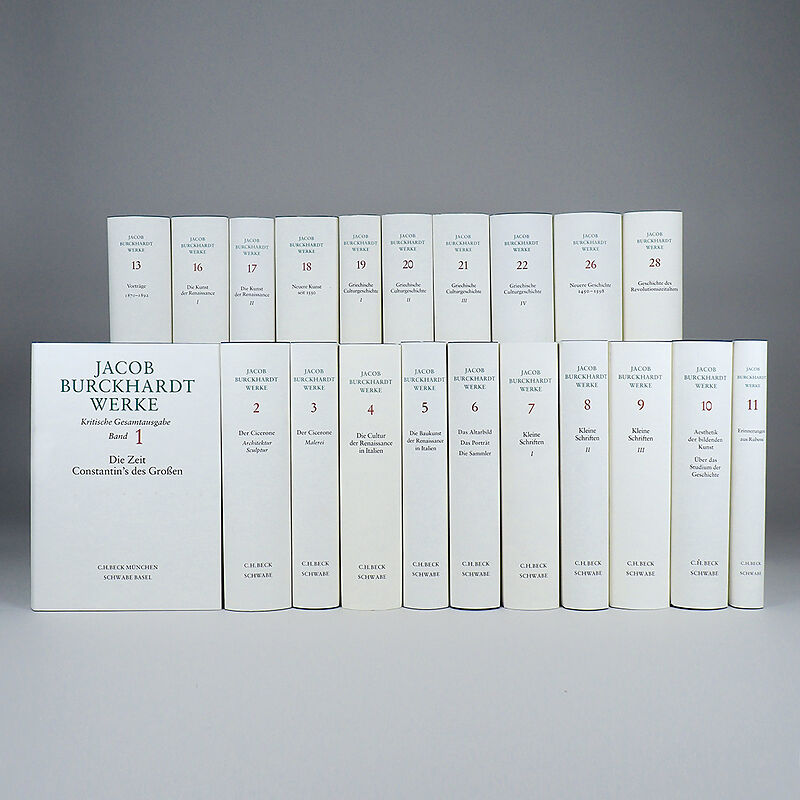 JACOB
BURCKHARDT
WERKE
13
Vorträge
1870–1892
JACOB
BURCKHARDT
WERKE
16
Die Kunst
der Renaissance
I
JACOB
BURCKHARDT
WERKE
17
Die Kunst
der Renaissance
II
JACOB
BURCKHARDT
WERKE
18
Neuere Kunst
seit 1550
JACOB
BURCKHARDT
WERKE
19
Griechische
Culturgeschichte
I
JACOB
BURCKHARDT
WERKE
20
Griechische
Culturgeschichte
II
JACOB
BURCKHARDT
WERKE
21
Griechische
Culturgeschichte
III
JACOB
BURCKHARDT
WERKE
22
Griechische
Culturgeschichte
IV
JACOB
BURCKHARDT
WERKE
26
Neuere Geschichte
1450–1598
JACOB
BURCKHARDT
WERKE
28
Geschichte des
Revolutionszeitalters
JACOB
BURCKHARDT
WERKE
Kritische Gesamtausgabe
Band 1
Die Zeit
Constantin's des Großen
C.H.BECK MÜNCHEN
SCHWABE BASEL
JACOB
BURCKHARDT
WERKE
2
Der Cicerone
Architektur
Sculptur
C.H.BECK
SCHWABE
JACOB
BURCKHARDT
WERKE
3
Der Cicerone
Malerei
C.H.BECK
SCHWABE
JACOB
BURCKHARDT
WERKE
4
Die Cultur
der Renaissance
in Italien
C.H.BECK
SCHWABE
JACOB
BURCKHARDT
WERKE
5
Die Baukunst
der Renaissance
in Italien
C.H.BECK
SCHWABE
JACOB
BURCKHARDT
WERKE
6
Das Altarbild
Das Porträt
Die Sammler
C.H.BECK
SCHWABE
JACOB
BURCKHARDT
WERKE
7
Kleine
Schriften
I
C.H.BECK
SCHWABE
JACOB
BURCKHARDT
WERKE
8
Kleine
Schriften
II
C.H.BECK
SCHWABE
JACOB
BURCKHARDT
WERKE
9
Kleine
Schriften
III
C.H.BECK
SCHWABE
JACOB
BURCKHARDT
WERKE
10
Aesthetik
der bildenden
Kunst
Über das
Studium der
Geschichte
C.H.BECK
SCHWABE
JACOB
BURCKHARDT
WERKE
11
Erinnerungen
aus Rubens
C.H.BECK
SCHWABE